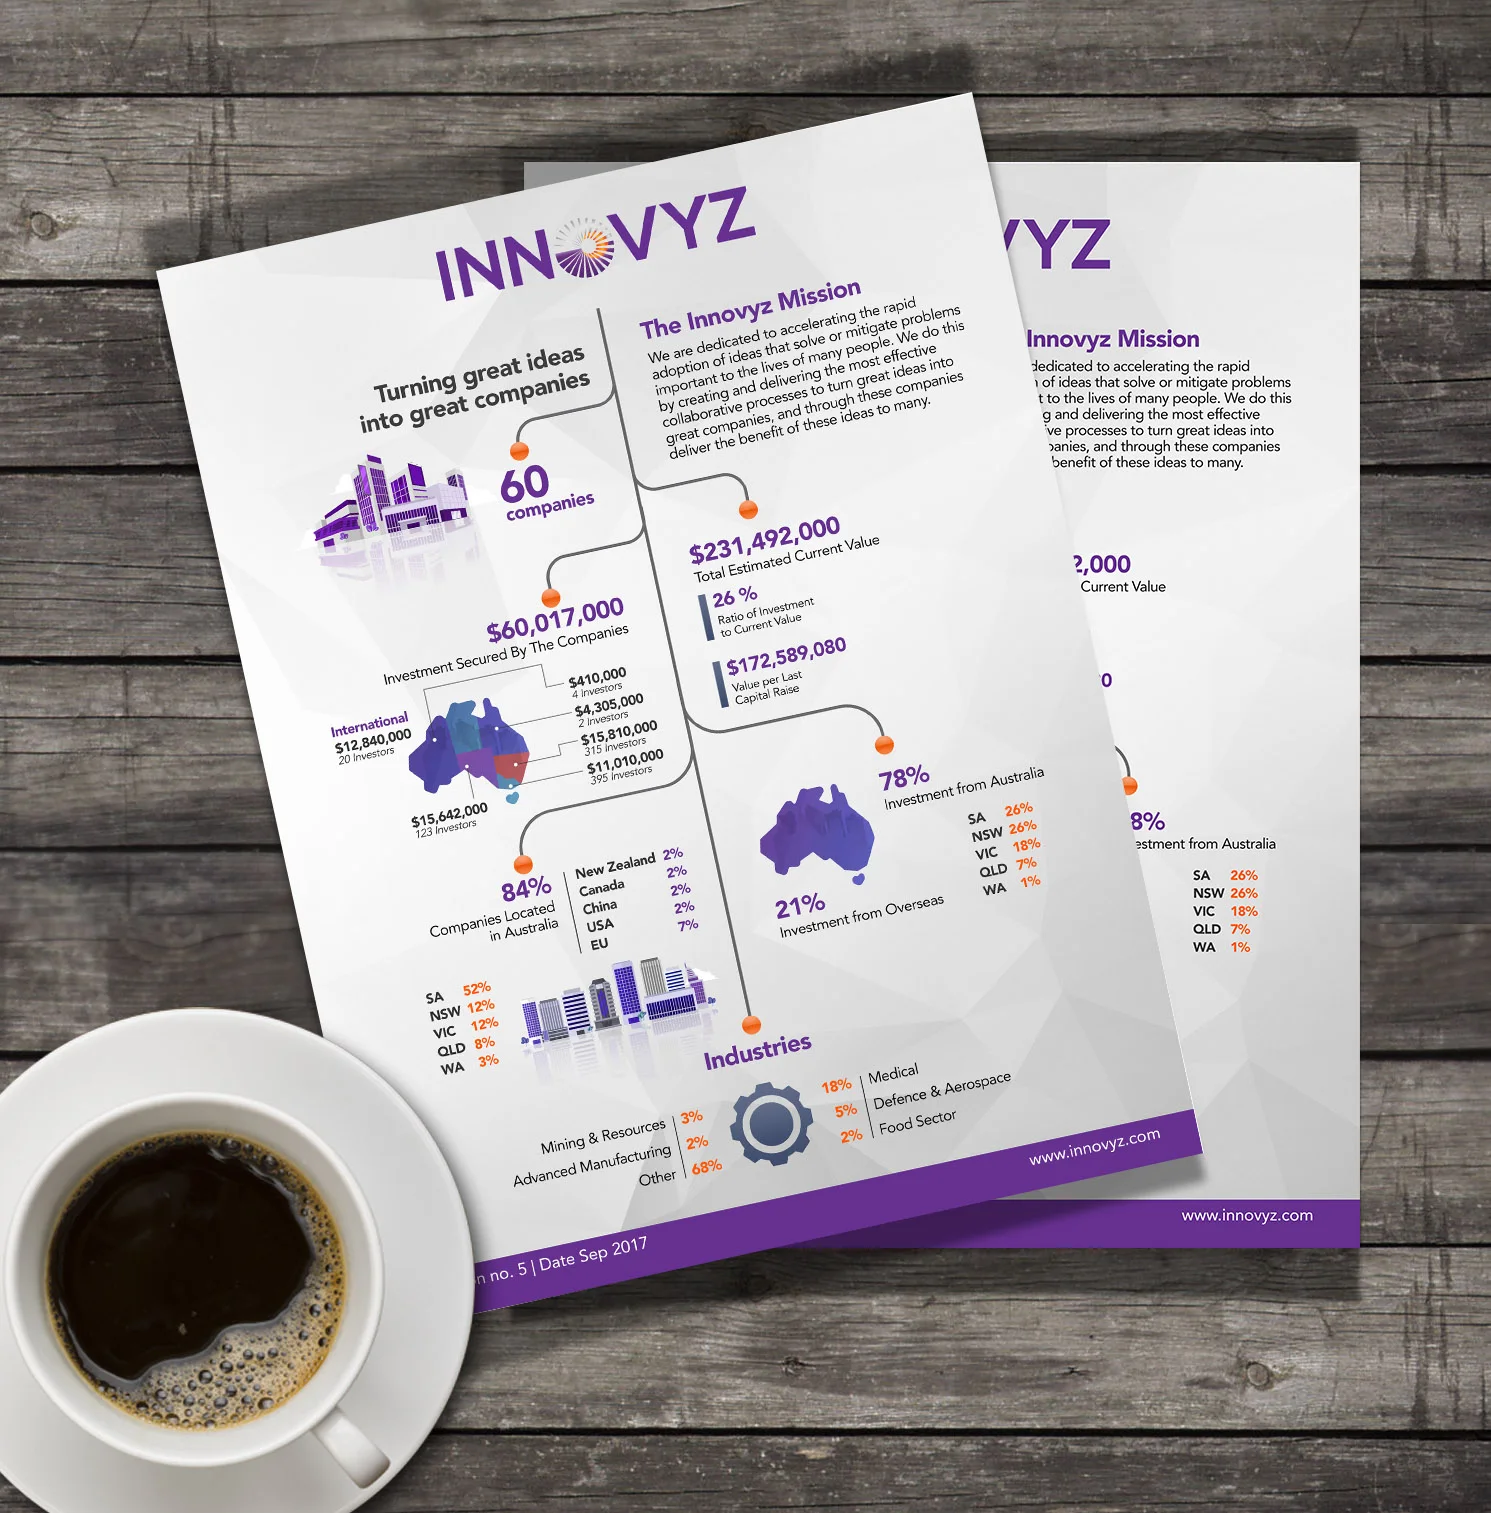 INNOVYZ
Turning great ideas
into great companies
60
companies
$60,017,000
Investment Secured By The Companies
$410,000
4 Investors
$4,305,000
2 Investors
$15,810,000
315 Investors
$11,010,000
395 Investors
International
$12,840,000
20 Investors
$15,642,000
123 Investors
84%
Companies Located
in Australia
New Zealand 2%
Canada 2%
China 2%
USA 2%
EU 7%
SA 52%
NSW 12%
VIC 12%
QLD 8%
WA 3%
The Innovyz Mission
We are dedicated to accelerating the rapid
adoption of ideas that solve or mitigate problems
important to the lives of many people. We do this
by creating and delivering the most effective
collaborative processes to turn great ideas into
great companies, and through these companies
deliver the benefit of these ideas to many.
$231,492,000
Total Estimated Current Value
26 %
Ratio of Investment
to Current Value
$172,589,080
Value per Last
Capital Raise
78%
Investment from Australia
SA 26%
NSW 26%
VIC 18%
QLD 7%
WA 1%
21%
Investment from Overseas
Industries
Mining & Resources 3%
Advanced Manufacturing 2%
Other 68%
18% Medical
5% Defence & Aerospace
2% Food Sector
n no. 5 | Date Sep 2017
www.innovyz.com
YZ
Innovyz Mission
dedicated to accelerating the rapid
of ideas that solve or mitigate problems
t to the lives of many people. We do this
g and delivering the most effective
ive processes to turn great ideas into
panies, and through these companies
benefit of these ideas to many.
2,000
Current Value
0
8%
estment from Australia
SA 26%
NSW 26%
VIC 18%
QLD 7%
WA 1%
www.innovyz.com